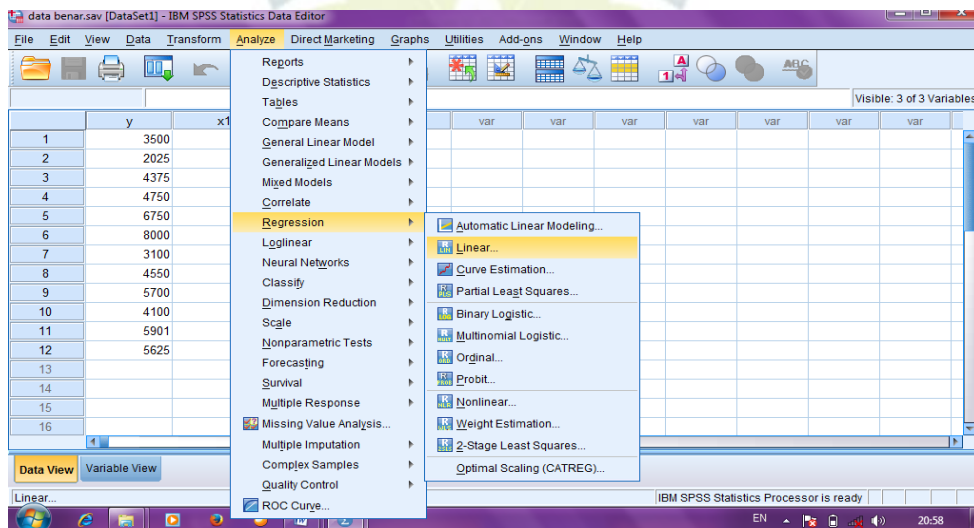 data benar.sav [DataSet1] - IBM SPSS Statistics Data Editor
File Edit View Data Transform Analyze Direct Marketing Graphs Utilities Add-ons Window Help
Visible: 3 of 3 Variables
y x1 var var var var var var var
1 3500
2 2025
3 4375
4 4750
5 6750
6 8000
7 3100
8 4550
9 5700
10 4100
11 5901
12 5625
13
14
15
16
Reports
Descriptive Statistics
Tables
Compare Means
General Linear Model
Generalized Linear Models
Mixed Models
Correlate
Regression
Loglinear
Neural Networks
Classify
Dimension Reduction
Scale
Nonparametric Tests
Forecasting
Survival
Multiple Response
Missing Value Analysis...
Multiple Imputation
Complex Samples
Quality Control
ROC Curve...
Automatic Linear Modeling...
Linear...
Curve Estimation...
Partial Least Squares...
Binary Logistic...
Multinomial Logistic...
Ordinal...
Probit...
Nonlinear...
Weight Estimation...
2-Stage Least Squares...
Optimal Scaling (CATREG)...
Data View Variable View
Linear...
IBM SPSS Statistics Processor is ready
EN 20:58